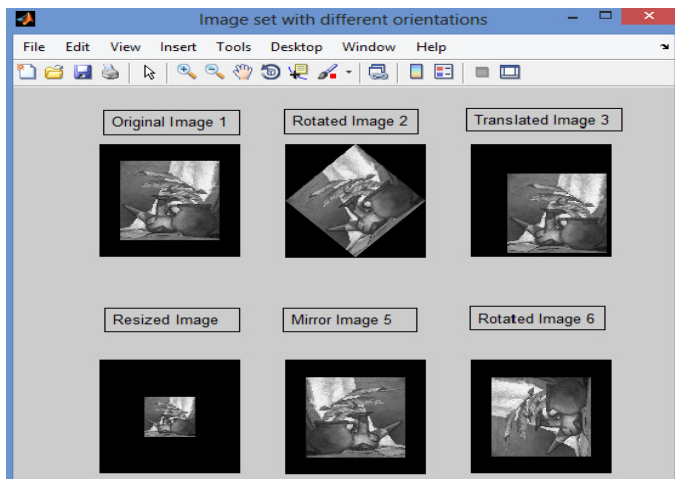 Image set with different orientations
File Edit View Insert Tools Desktop Window Help
Original Image 1
Rotated Image 2
Translated Image 3
Resized Image
Mirror Image 5
Rotated Image 6